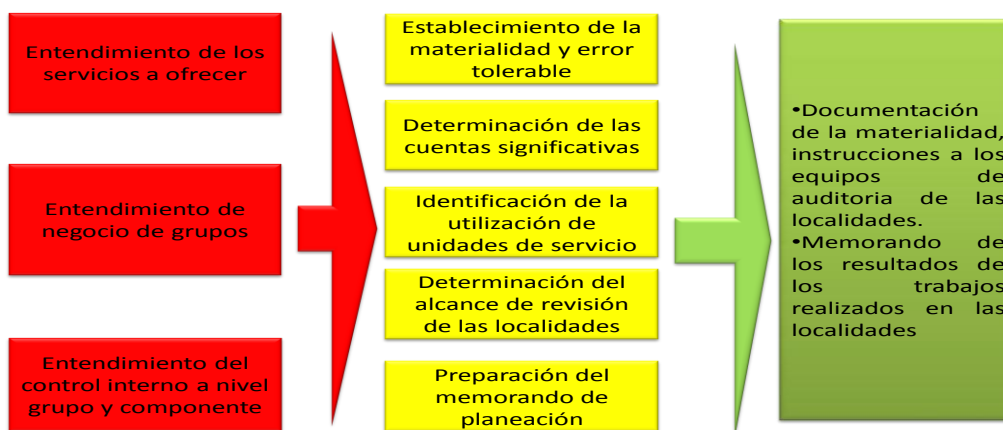 Entendimiento de los
servicios a ofrecer
Entendimiento de
negocio de grupos
Entendimiento del
control interno a nivel
grupo y componente
Establecimiento de la
materialidad y error
tolerable
Determinación de las
cuentas significativas
Identificación de la
utilización de
unidades de servicio
Determinación del
alcance de revisión
de las localidades
Preparación del
memorando de
planeación
•Documentación
de la materialidad,
instrucciones a los
equipos de
auditoria de las
localidades.
•Memorando de
los resultados de
los trabajos
realizados en las
localidades